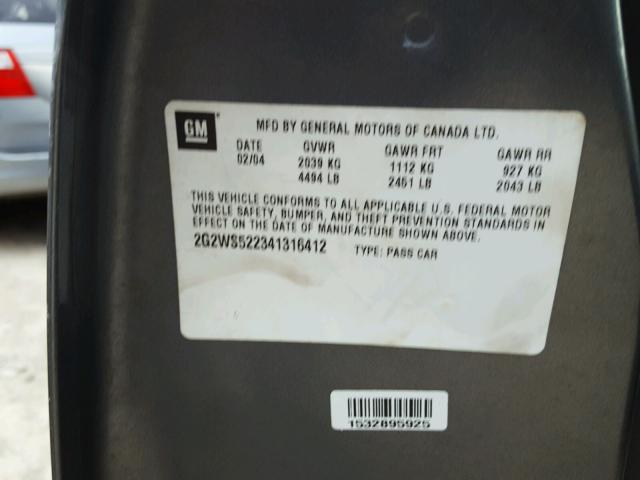 GM
MFD BY GENERAL MOTORS OF CANADA LTD.
DATE GVWR GAWR FRT GAWR RR
02/04 2039 KG 1112 KG 927 KG
4494 LB 2451 LB 2043 LB
THIS VEHICLE CONFORMS TO ALL APPLICABLE U.S. FEDERAL MOTOR
VEHICLE SAFETY, BUMPER, AND THEFT PREVENTION STANDARDS IN
EFFECT ON THE DATE OF MANUFACTURE SHOWN ABOVE.
2G2WS522341316412 TYPE: PASS CAR
1532895925